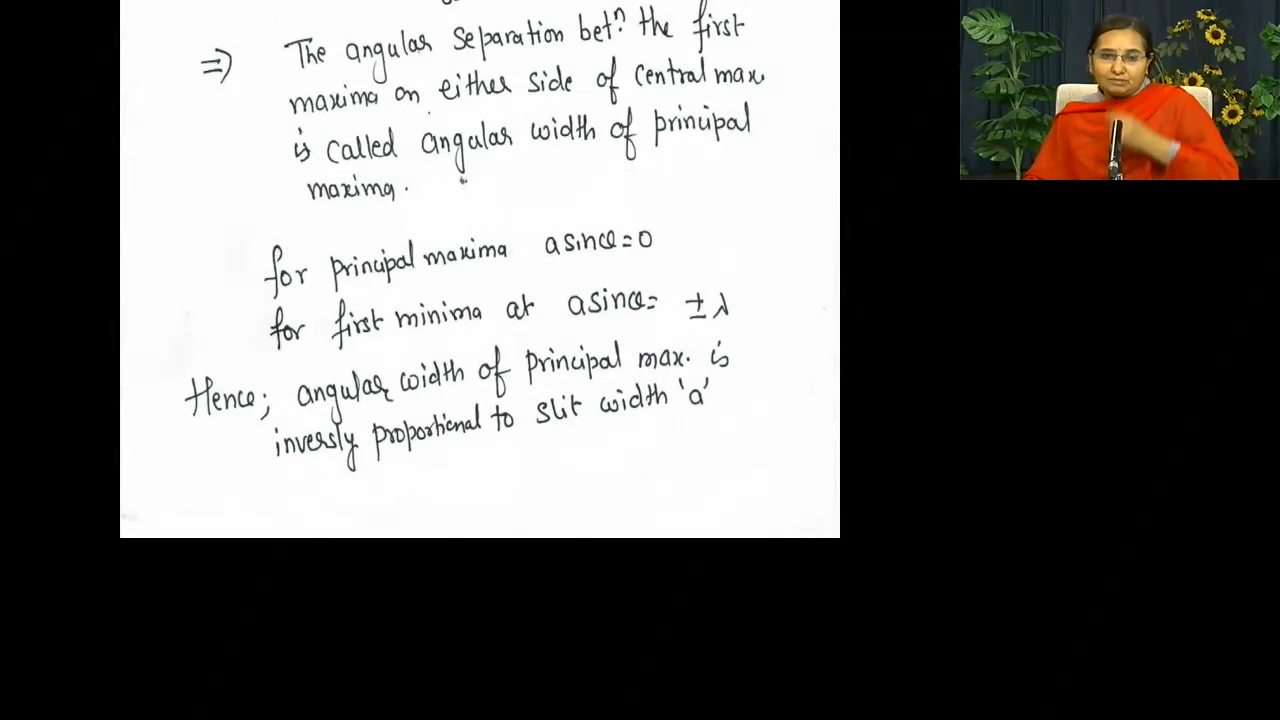 ⇒ The angular separation betⁿ the first
maxima on either side of central max
is called angular width of principal
maxima.
for principal maxima a sinθ = 0
for first minima at a sinθ = ± λ
Hence; angular width of principal max. is
inversly proportional to slit width 'a'